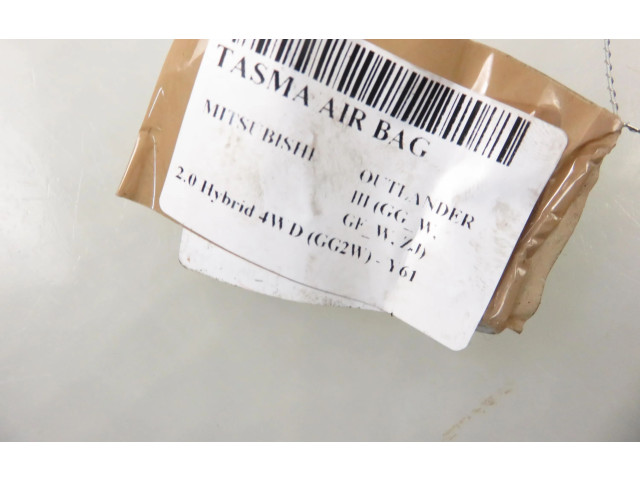 TASMA AIR BAG
MITSUBISHI
OUTLANDER
III (GG_W,
GF_W, ZJ)
2.0 Hybrid 4WD (GG2W) - Y61